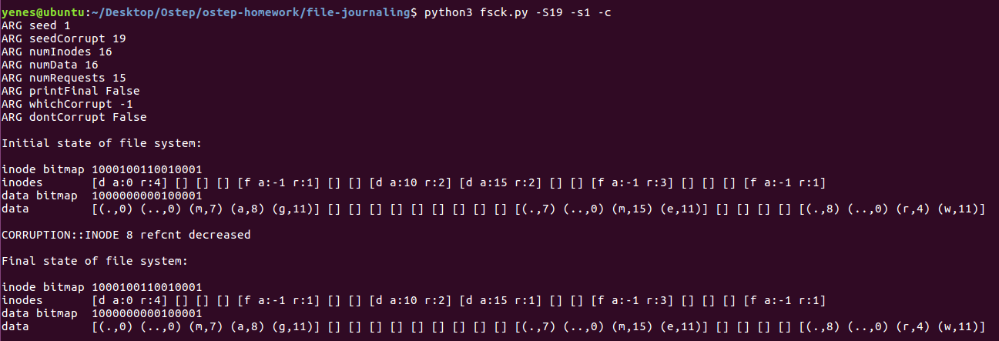 yenes@ubuntu:~/Desktop/Ostep/ostep-homework/file-journaling$ python3 fsck.py -S19 -s1 -c
ARG seed 1
ARG seedCorrupt 19
ARG numInodes 16
ARG numData 16
ARG numRequests 15
ARG printFinal False
ARG whichCorrupt -1
ARG dontCorrupt False
Initial state of file system:
inode bitmap 1000100110010001
inodes       [d a:0 r:4] [] [] [] [f a:-1 r:1] [] [] [d a:10 r:2] [d a:15 r:2] [] [] [f a:-1 r:3] [] [] [] [f a:-1 r:1]
data bitmap  1000000000100001
data         [(.,0) (..,0) (m,7) (a,8) (g,11)] [] [] [] [] [] [] [] [] [] [(.,7) (..,0) (m,15) (e,11)] [] [] [] [] [(.,8) (..,0) (r,4) (w,11)]
CORRUPTION::INODE 8 refcnt decreased
Final state of file system:
inode bitmap 1000100110010001
inodes       [d a:0 r:4] [] [] [] [f a:-1 r:1] [] [] [d a:10 r:2] [d a:15 r:1] [] [] [f a:-1 r:3] [] [] [] [f a:-1 r:1]
data bitmap  1000000000100001
data         [(.,0) (..,0) (m,7) (a,8) (g,11)] [] [] [] [] [] [] [] [] [] [(.,7) (..,0) (m,15) (e,11)] [] [] [] [] [(.,8) (..,0) (r,4) (w,11)]